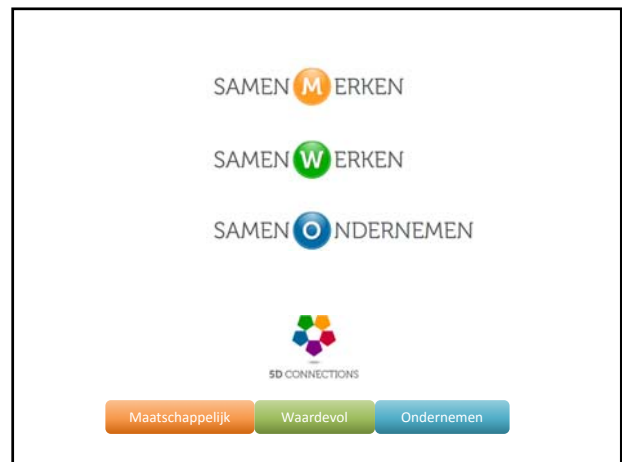 SAMEN M ERKEN
SAMEN W ERKEN
SAMEN O NDERNEMEN
5D CONNECTIONS
Maatschappelijk Waardevol Ondernemen